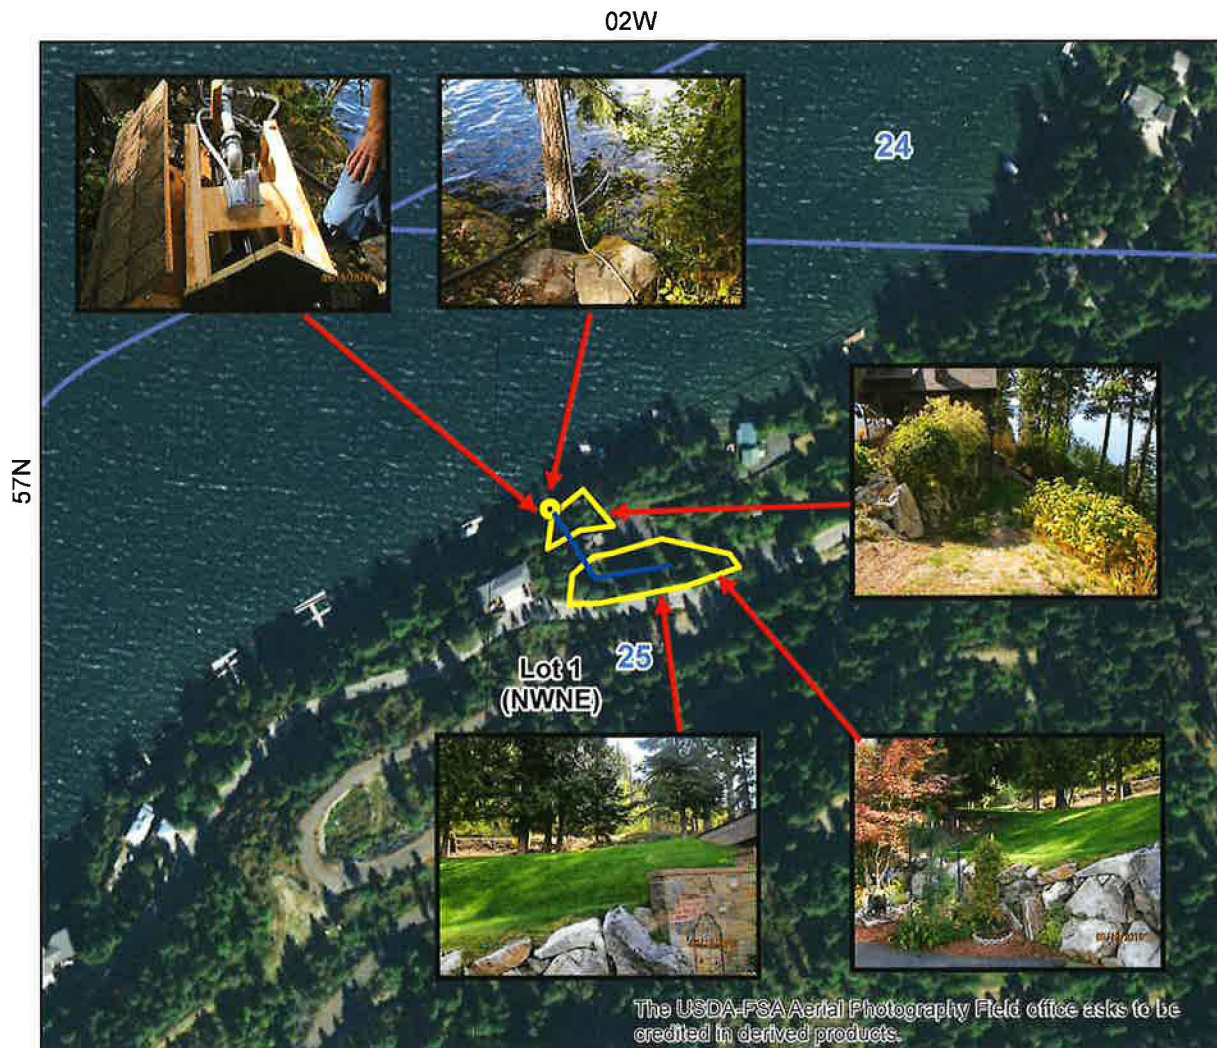 02W
57N
24
25
Lot 1
(NWNE)
The USDA-FSA Aerial Photography Field office asks to be
credited in derived products.